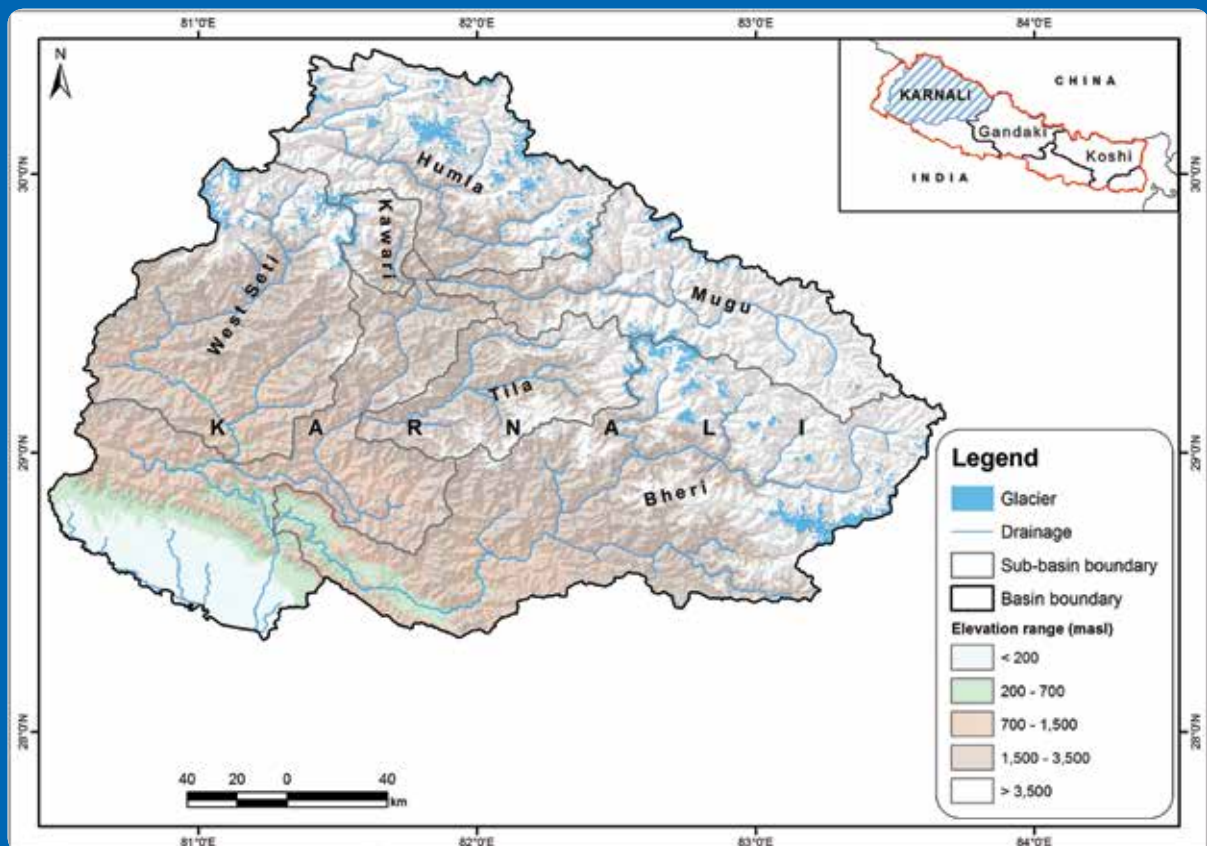 81°0'E 82°0'E 83°0'E 84°0'E
N
KARNALI
CHINA
Gandaki
Koshi
INDIA
30°0'N 30°0'N
Humla
Kawari
West Seti
Mugu
Tila
KARNALI
Bheri
29°0'N 29°0'N
Legend
Glacier
Drainage
Sub-basin boundary
Basin boundary
Elevation range (masl)
< 200
200 - 700
700 - 1,500
1,500 - 3,500
> 3,500
28°0'N 28°0'N
40 20 0 40
km
81°0'E 82°0'E 83°0'E 84°0'E